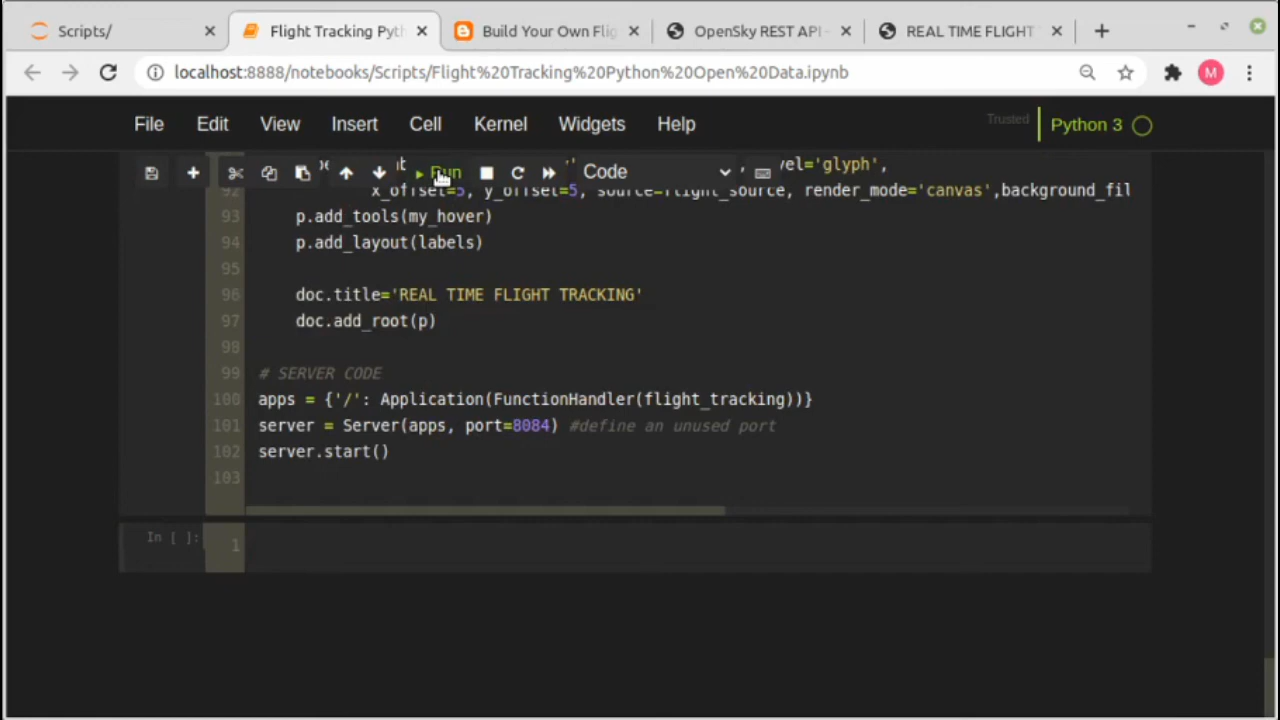 Scripts/
Flight Tracking Pyth
Build Your Own Flig
OpenSky REST API
REAL TIME FLIGHT
localhost:8888/notebooks/Scripts/Flight%20Tracking%20Python%20Open%20Data.ipynb
M
File Edit View Insert Cell Kernel Widgets Help
Trusted
Python 3
Run
Code
vel='glyph',
92 x_offset=5, y_offset=5, source=flight_source, render_mode='canvas',background_fil
93 p.add_tools(my_hover)
94 p.add_layout(labels)
95
96 doc.title='REAL TIME FLIGHT TRACKING'
97 doc.add_root(p)
98
99 # SERVER CODE
100 apps = {'/': Application(FunctionHandler(flight_tracking))}
101 server = Server(apps, port=8084) #define an unused port
102 server.start()
103
In [ ]:
1